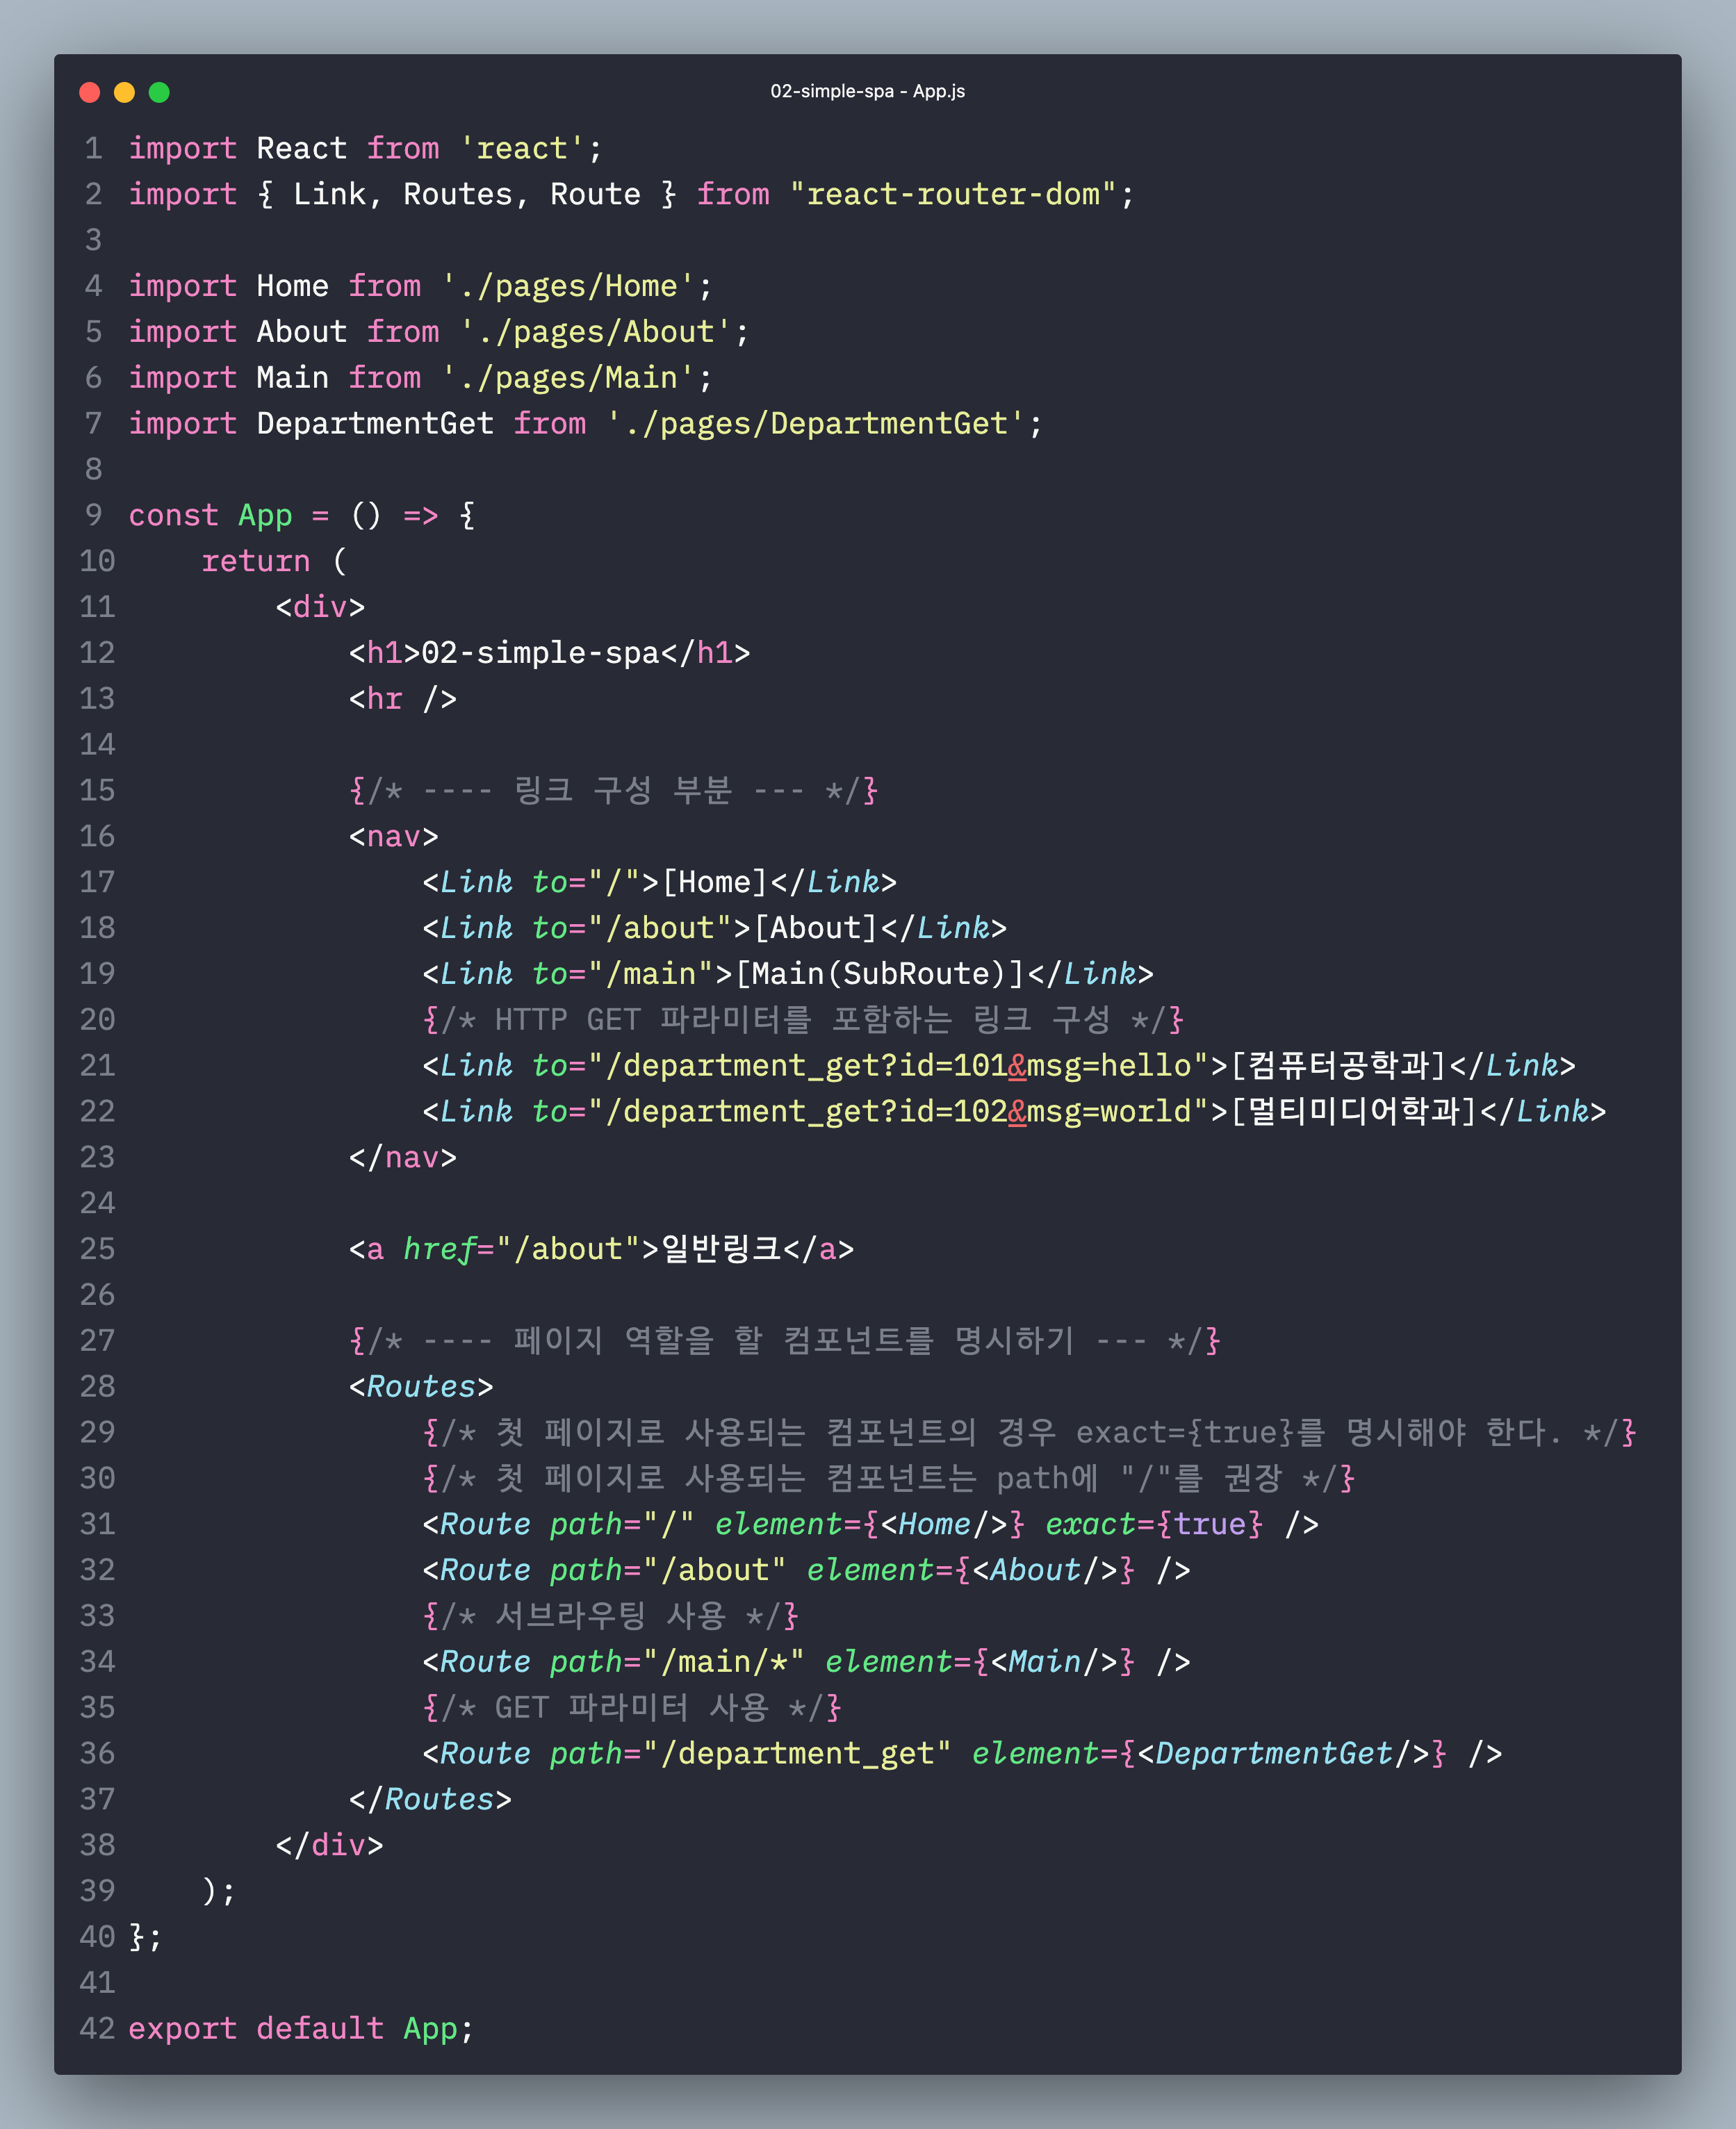 02-simple-spa - App.js
1 import React from 'react';
2 import { Link, Routes, Route } from "react-router-dom";
3
4 import Home from './pages/Home';
5 import About from './pages/About';
6 import Main from './pages/Main';
7 import DepartmentGet from './pages/DepartmentGet';
8
9 const App = () => {
10     return (
11         <div>
12             <h1>02-simple-spa</h1>
13             <hr />
14
15             {/* ---- 링크 구성 부분 --- */}
16             <nav>
17                 <Link to="/">[Home]</Link>
18                 <Link to="/about">[About]</Link>
19                 <Link to="/main">[Main(SubRoute)]</Link>
20                 {/* HTTP GET 파라미터를 포함하는 링크 구성 */}
21                 <Link to="/department_get?id=101&msg=hello">[컴퓨터공학과]</Link>
22                 <Link to="/department_get?id=102&msg=world">[멀티미디어학과]</Link>
23             </nav>
24
25             <a href="/about">일반링크</a>
26
27             {/* ---- 페이지 역할을 할 컴포넌트를 명시하기 --- */}
28             <Routes>
29                 {/* 첫 페이지로 사용되는 컴포넌트의 경우 exact={true}를 명시해야 한다. */}
30                 {/* 첫 페이지로 사용되는 컴포넌트는 path에 "/"를 권장 */}
31                 <Route path="/" element={<Home/>} exact={true} />
32                 <Route path="/about" element={<About/>} />
33                 {/* 서브라우팅 사용 */}
34                 <Route path="/main/*" element={<Main/>} />
35                 {/* GET 파라미터 사용 */}
36                 <Route path="/department_get" element={<DepartmentGet/>} />
37             </Routes>
38         </div>
39     );
40 };
41
42 export default App;